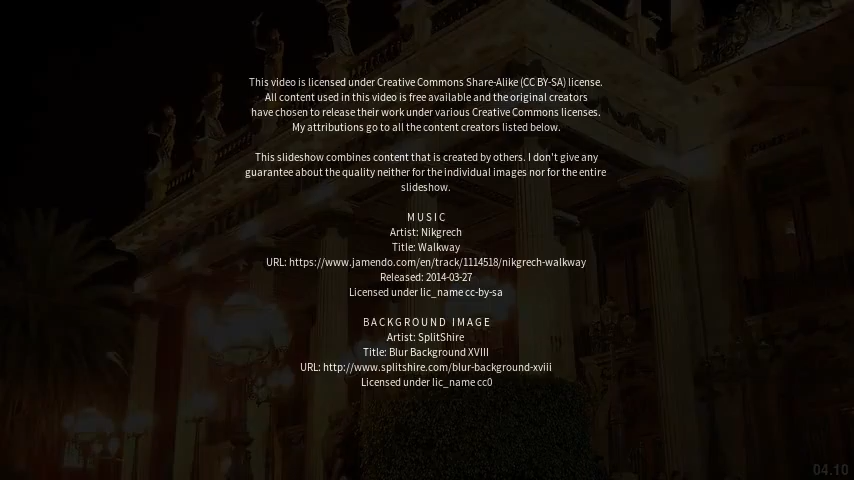 This video is licensed under Creative Commons Share-Alike (CC BY-SA) license.
All content used in this video is free available and the original creators
have chosen to release their work under various Creative Commons licenses.
My attributions go to all the content creators listed below.
This slideshow combines content that is created by others. I don't give any
guarantee about the quality neither for the individual images nor for the entire
slideshow.
MUSIC
Artist: Nikgrech
Title: Walkway
URL: https://www.jamendo.com/en/track/1114518/nikgrech-walkway
Released: 2014-03-27
Licensed under lic_name cc-by-sa
BACKGROUND IMAGE
Artist: SplitShire
Title: Blur Background XVIII
URL: http://www.splitshire.com/blur-background-xviii
Licensed under lic_name cc0
04.10